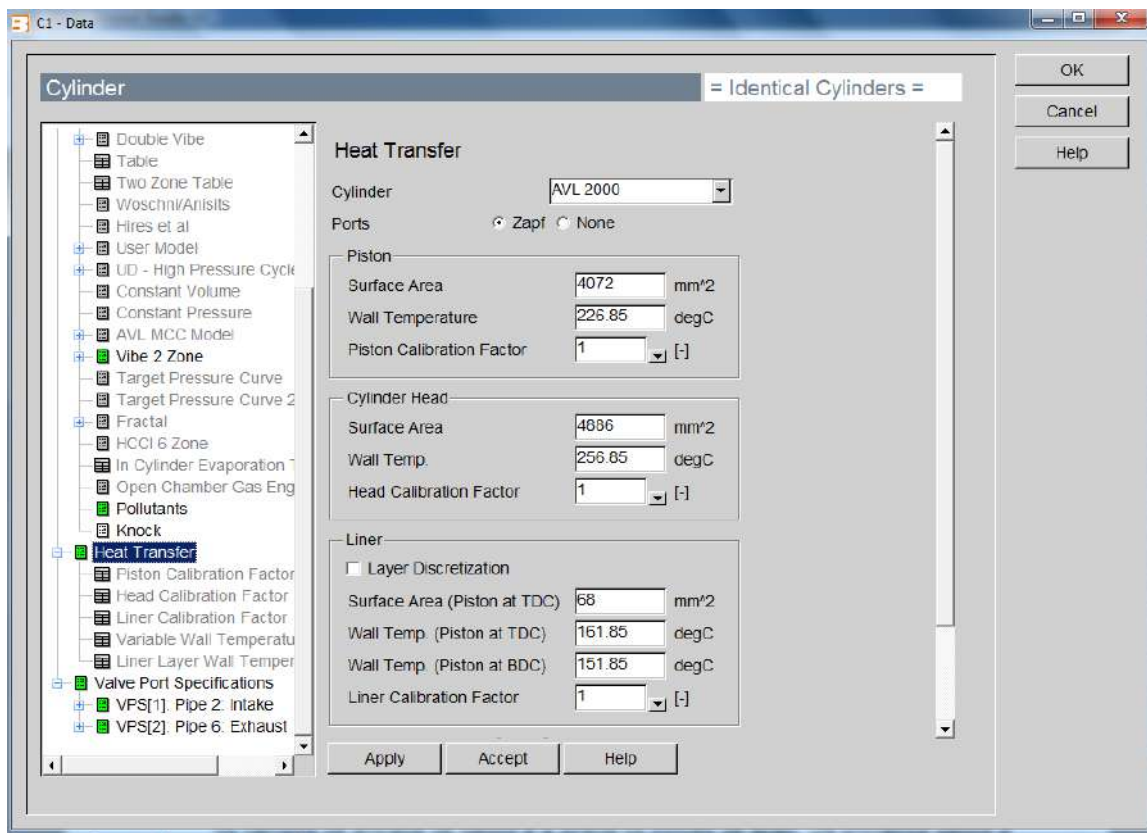 C1 - Data
OK
Cancel
Help
Cylinder
= Identical Cylinders =
Double Vibe
Table
Two Zone Table
Woschni/Anisits
Hires et al
User Model
UD - High Pressure Cycle
Constant Volume
Constant Pressure
AVL MCC Model
Vibe 2 Zone
Target Pressure Curve
Target Pressure Curve 2
Fractal
HCCI 6 Zone
In Cylinder Evaporation T
Open Chamber Gas Eng
Pollutants
Knock
Heat Transfer
Piston Calibration Factor
Head Calibration Factor
Liner Calibration Factor
Variable Wall Temperatu
Liner Layer Wall Temper
Valve Port Specifications
VPS[1]: Pipe 2: Intake
VPS[2]: Pipe 6: Exhaust
Heat Transfer
Cylinder AVL 2000
Ports Zapf None
Piston
Surface Area 4072 mm^2
Wall Temperature 226.85 degC
Piston Calibration Factor 1 [-]
Cylinder Head
Surface Area 4886 mm^2
Wall Temp. 256.85 degC
Head Calibration Factor 1 [-]
Liner
Layer Discretization
Surface Area (Piston at TDC) 68 mm^2
Wall Temp. (Piston at TDC) 161.85 degC
Wall Temp. (Piston at BDC) 151.85 degC
Liner Calibration Factor 1 [-]
Apply Accept Help